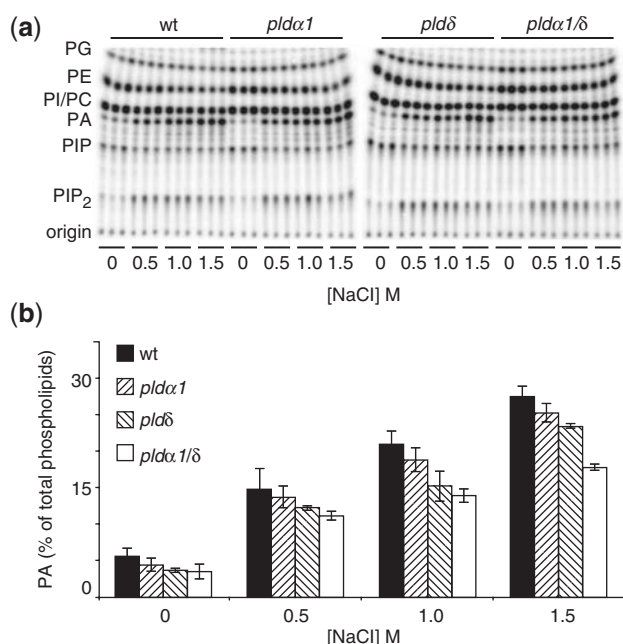 (a)
wt pldα1 pldδ pldα1/δ
PG
PE
PI/PC
PA
PIP
PIP2
origin
0 0.5 1.0 1.5 0 0.5 1.0 1.5 0 0.5 1.0 1.5 0 0.5 1.0 1.5
[NaCl] M
(b)
PA (% of total phospholipids)
30
15
0
wt
pldα1
pldδ
pldα1/δ
0 0.5 1.0 1.5
[NaCl] M